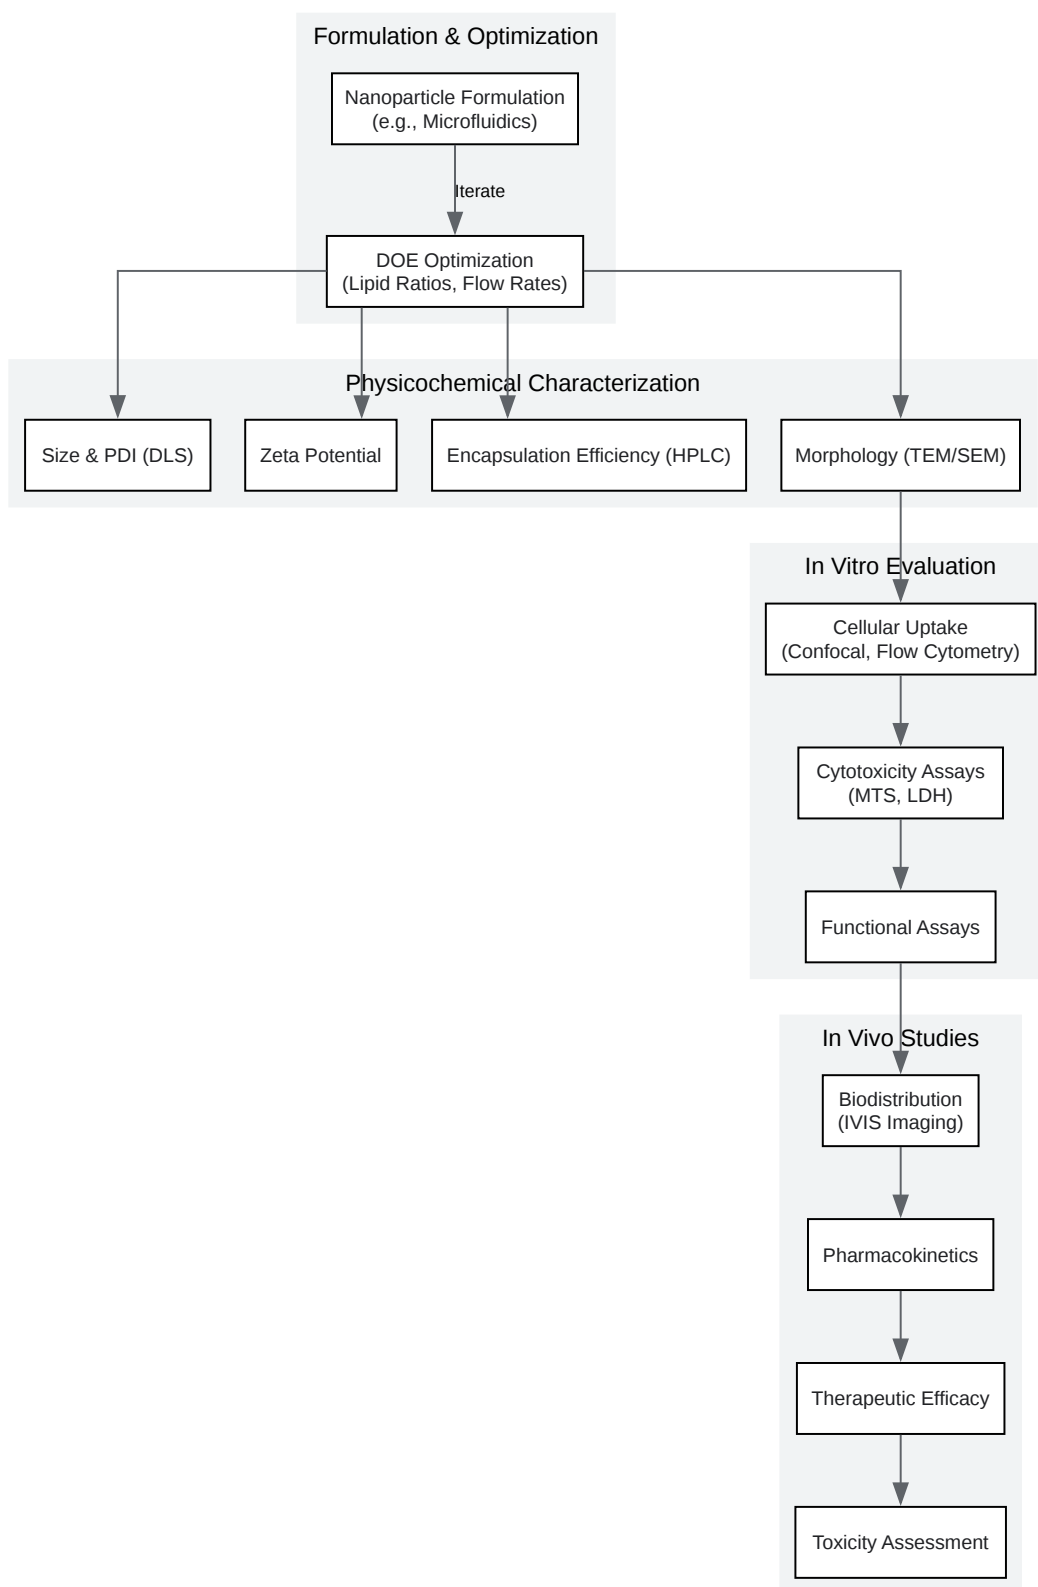 Formulation & Optimization
Nanoparticle Formulation
(e.g., Microfluidics)
Iterate
DOE Optimization
(Lipid Ratios, Flow Rates)
Physicochemical Characterization
Size & PDI (DLS)
Zeta Potential
Encapsulation Efficiency (HPLC)
Morphology (TEM/SEM)
In Vitro Evaluation
Cellular Uptake
(Confocal, Flow Cytometry)
Cytotoxicity Assays
(MTS, LDH)
Functional Assays
In Vivo Studies
Biodistribution
(IVIS Imaging)
Pharmacokinetics
Therapeutic Efficacy
Toxicity Assessment